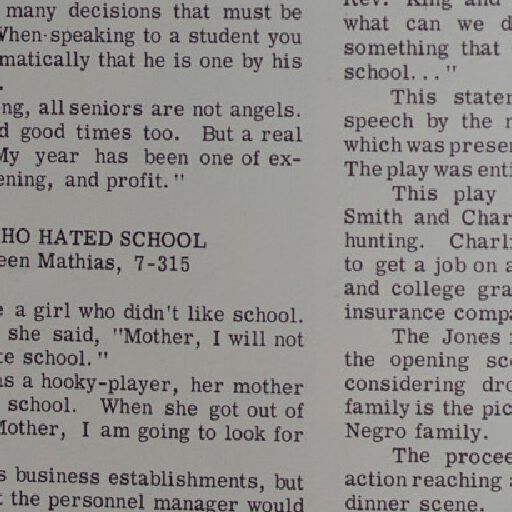 many decisions that must be
When speaking to a student you
matically that he is one by his
ng, all seniors are not angels.
d good times too. But a real
My year has been one of ex-
ening, and profit."
HO HATED SCHOOL
een Mathias, 7-315
e a girl who didn't like school.
she said, "Mother, I will not
te school."
as a hooky-player, her mother
school. When she got out of
Mother, I am going to look for
s business establishments, but
t the personnel manager would
Rev. King and
what can we d
something that
school..."
This stater
speech by the r
which was preser
The play was enti
This play
Smith and Char
hunting. Charli
to get a job on a
and college gra
insurance compa
The Jones
the opening sce
considering dro
family is the pic
Negro family.
The procee
action reaching a
dinner scene.